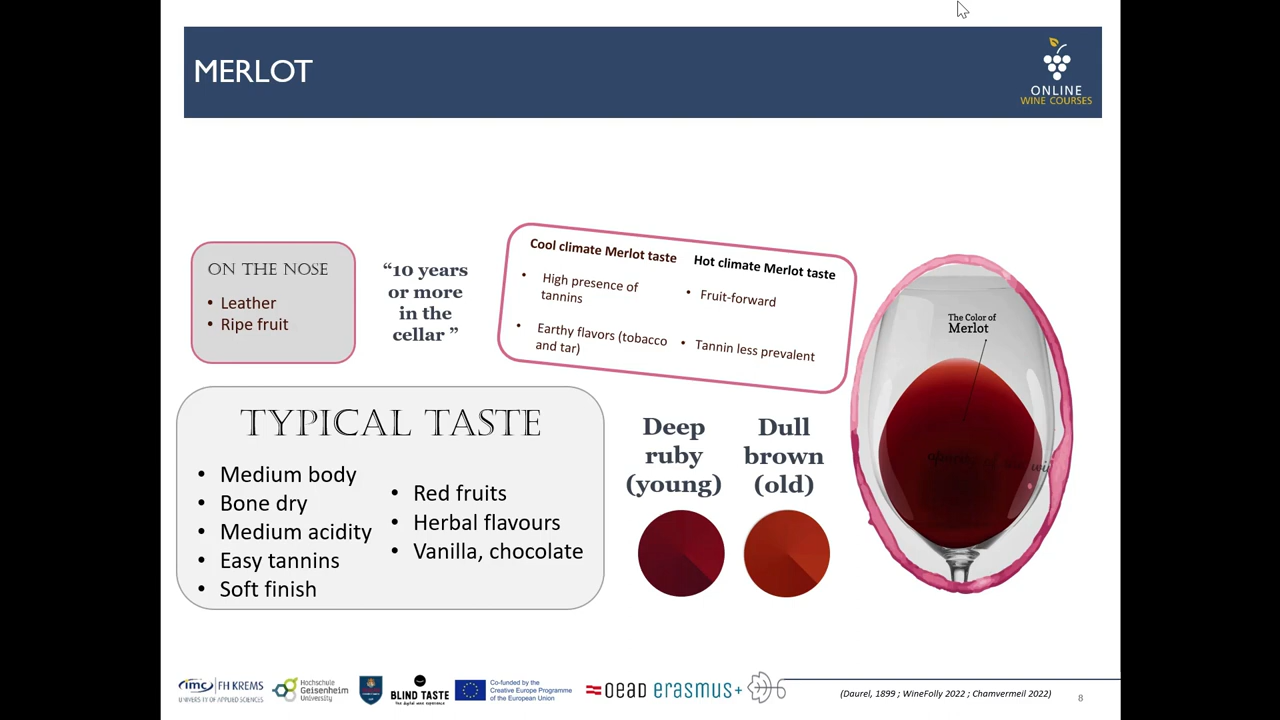 MERLOT
ONLINE
WINE COURSES
ON THE NOSE
• Leather
• Ripe fruit
“10 years
or more
in the
cellar ”
Cool climate Merlot taste
• High presence of
tannins
• Earthy flavors (tobacco
and tar)
Hot climate Merlot taste
• Fruit-forward
• Tannin less prevalent
The Color of
Merlot
TYPICAL TASTE
• Medium body
• Bone dry
• Medium acidity
• Easy tannins
• Soft finish
• Red fruits
• Herbal flavours
• Vanilla, chocolate
Deep
ruby
(young)
Dull
brown
(old)
imc FH KREMS
UNIVERSITY OF APPLIED SCIENCES
Hochschule
Geisenheim
University
BLIND TASTE
the digital wine experience
Co-funded by the
Creative Europe Programme
of the European Union
OEAD erasmus+
(Daurel, 1899 ; WineFolly 2022 ; Chamvermeil 2022)
8